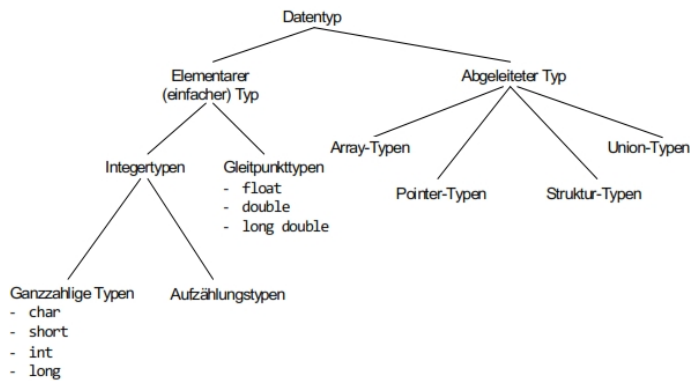 Datentyp
Elementarer
(einfacher) Typ
Abgeleiteter Typ
Array-Typen
Union-Typen
Integertypen
Gleitpunkttypen
- float
- double
- long double
Pointer-Typen
Struktur-Typen
Ganzzahlige Typen
- char
- short
- int
- long
Aufzählungstypen